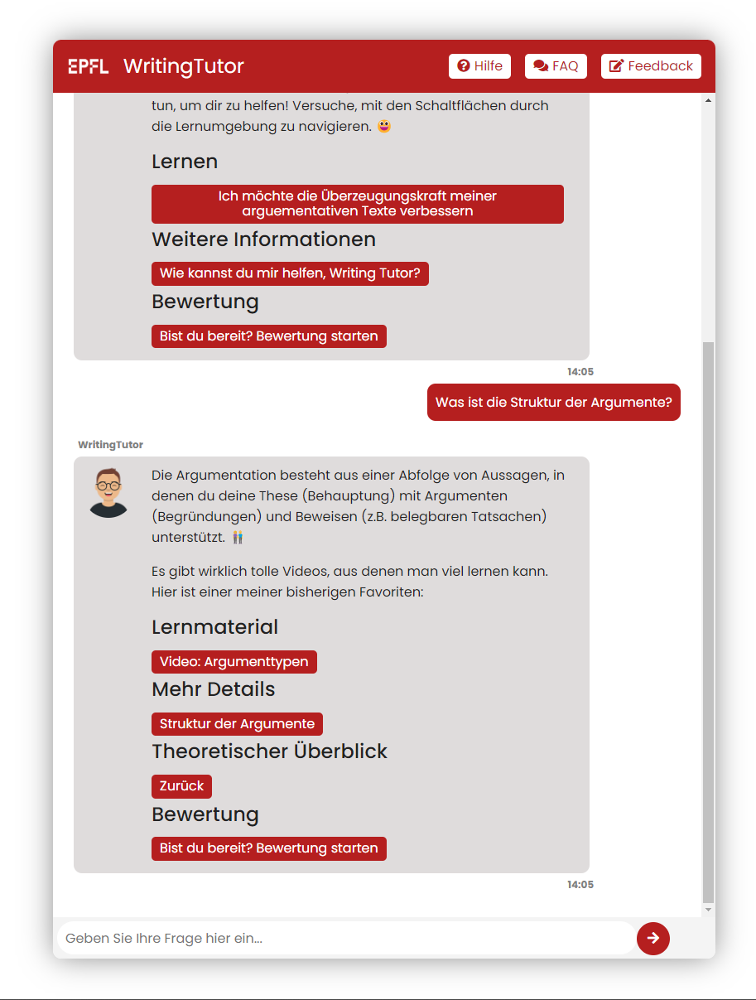 EPFL WritingTutor Hilfe FAQ Feedback
tun, um dir zu helfen! Versuche, mit den Schaltflächen durch
die Lernumgebung zu navigieren. 😀
Lernen
Ich möchte die Überzeugungskraft meiner
arguementativen Texte verbessern
Weitere Informationen
Wie kannst du mir helfen, Writing Tutor?
Bewertung
Bist du bereit? Bewertung starten
14:05
Was ist die Struktur der Argumente?
WritingTutor
Die Argumentation besteht aus einer Abfolge von Aussagen, in
denen du deine These (Behauptung) mit Argumenten
(Begründungen) und Beweisen (z.B. belegbaren Tatsachen)
unterstützt. 👬
Es gibt wirklich tolle Videos, aus denen man viel lernen kann.
Hier ist einer meiner bisherigen Favoriten:
Lernmaterial
Video: Argumenttypen
Mehr Details
Struktur der Argumente
Theoretischer Überblick
Zurück
Bewertung
Bist du bereit? Bewertung starten
14:05
Geben Sie Ihre Frage hier ein...